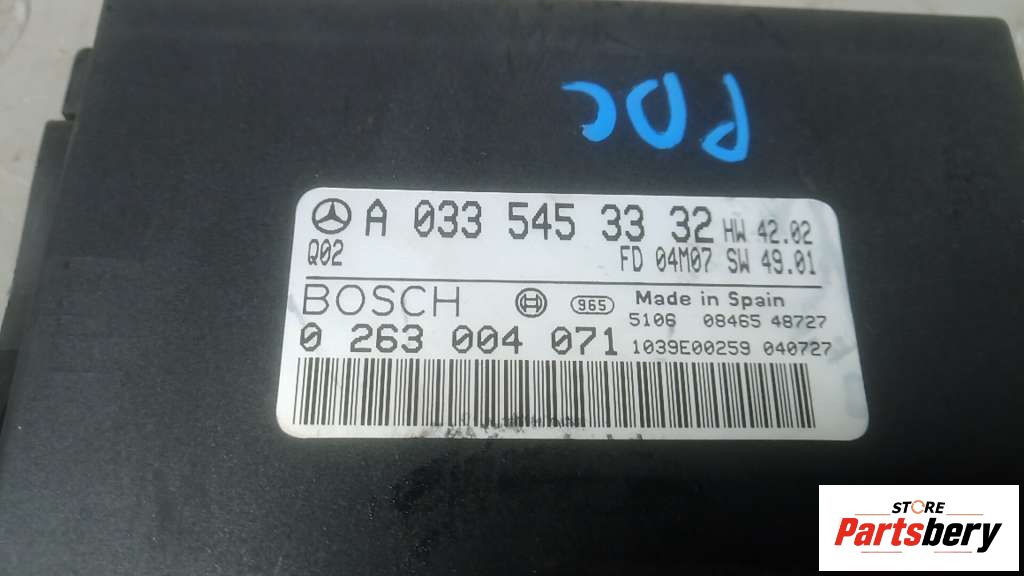 PDC
A 033 545 33 32 HW 42.02
Q02 FD 04M07 SW 49.01
BOSCH 965 Made in Spain
5106 08465 48727
0 263 004 071 1039E00259 040727
STORE
Partsbery